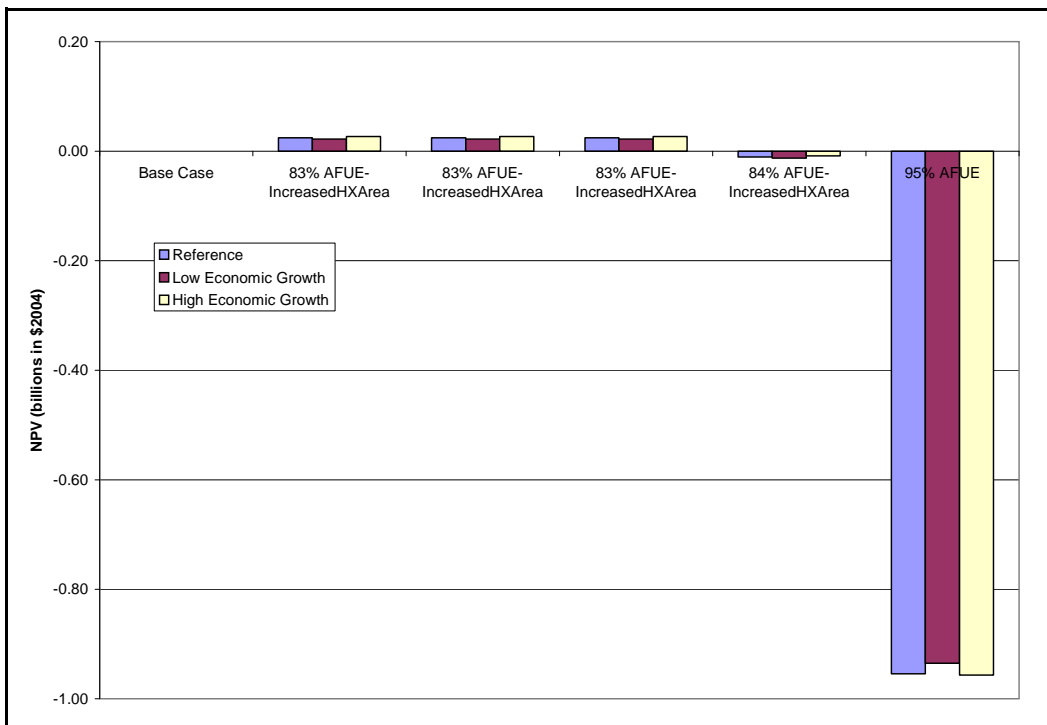 0.20
0.00
-0.20
-0.40
-0.60
-0.80
-1.00
NPV (billions in $2004)
Base Case
83% AFUE-
IncreasedHXArea
83% AFUE-
IncreasedHXArea
83% AFUE-
IncreasedHXArea
84% AFUE-
IncreasedHXArea
95% AFUE
Reference
Low Economic Growth
High Economic Growth